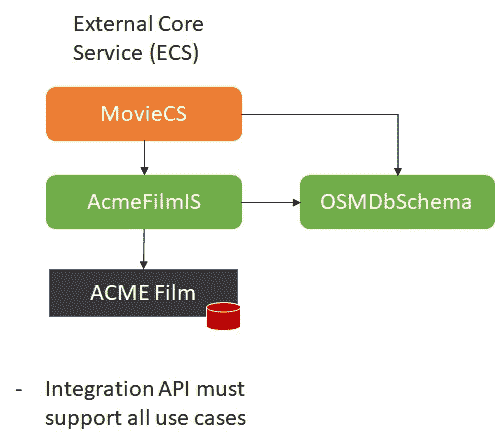 External Core
Service (ECS)
MovieCS
AcmeFilmIS
OSMDbSchema
ACME Film
- Integration API must
support all use cases